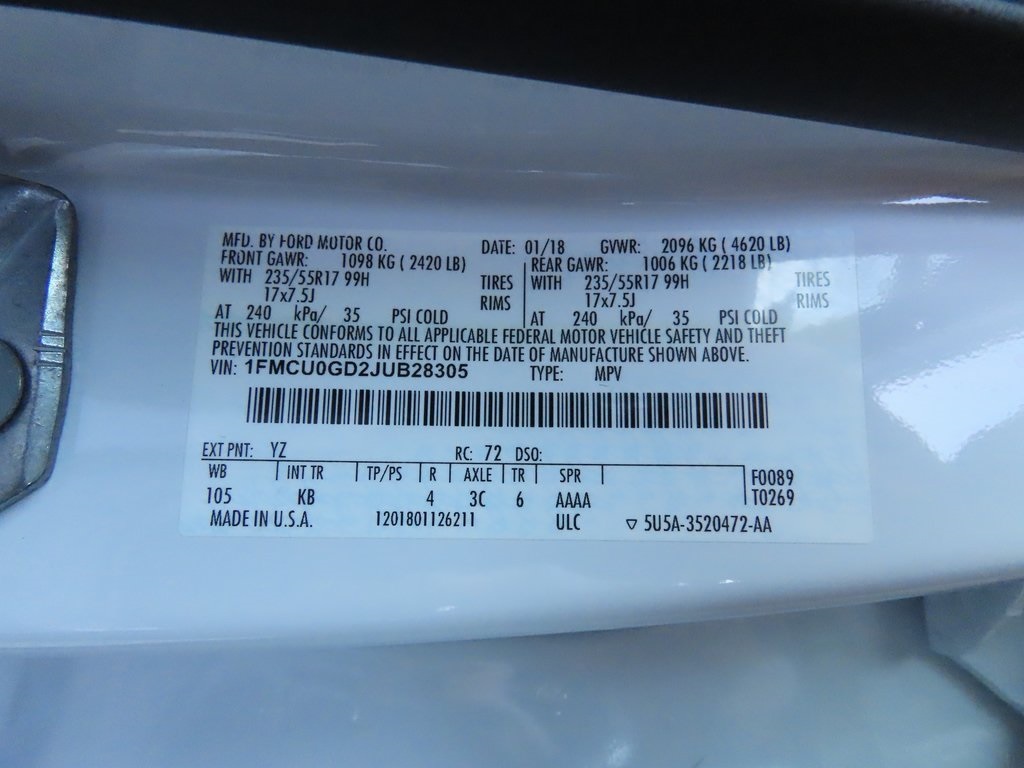 MFD. BY FORD MOTOR CO. DATE: 01/18 GVWR: 2096 KG ( 4620 LB)
FRONT GAWR: 1098 KG ( 2420 LB) REAR GAWR: 1006 KG ( 2218 LB)
WITH 235/55R17 99H TIRES WITH 235/55R17 99H TIRES
17x7.5J RIMS 17x7.5J RIMS
AT 240 kPa/ 35 PSI COLD AT 240 kPa/ 35 PSI COLD
THIS VEHICLE CONFORMS TO ALL APPLICABLE FEDERAL MOTOR VEHICLE SAFETY AND THEFT
PREVENTION STANDARDS IN EFFECT ON THE DATE OF MANUFACTURE SHOWN ABOVE.
VIN: 1FMCU0GD2JUB28305 TYPE: MPV
EXT PNT: YZ RC: 72 DSO:
WB INT TR TP/PS R AXLE TR SPR F0089
105 KB 4 3C 6 AAAA T0269
MADE IN U.S.A. 1201801126211 ULC ▽ 5U5A-3520472-AA